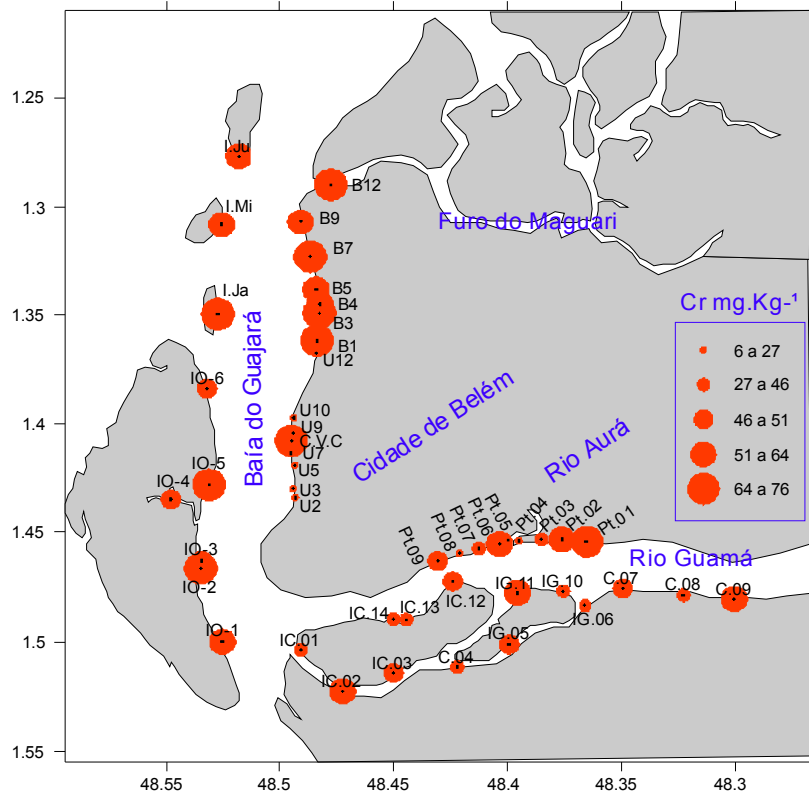 1.25
1.3
1.35
1.4
1.45
1.5
1.55
I.Ju
I.Mi
I.Ja
B12
B9
B7
B5
B4
B3
B1
U12
U10
U9
C.V.C
U7
U5
U3
U2
Furo do Maguari
Baía do Guajará
Cidade de Belém
Rio Aurá
Rio Guamá
Cr mg.Kg-¹
6 a 27
27 a 46
46 a 51
51 a 64
64 a 76
IO-6
IO-5
IO-4
IO-3
IO-2
IO-1
Pt.09
Pt.08
Pt.07
Pt.06
Pt.05
Pt.04
Pt.03
Pt.02
Pt.01
IC.12
IC.14
IC.13
IG.11
IG.10
IG.06
C.07
C.08
C.09
IC.01
IC.02
IC.03
C.04
IG.05
48.55
48.5
48.45
48.4
48.35
48.3